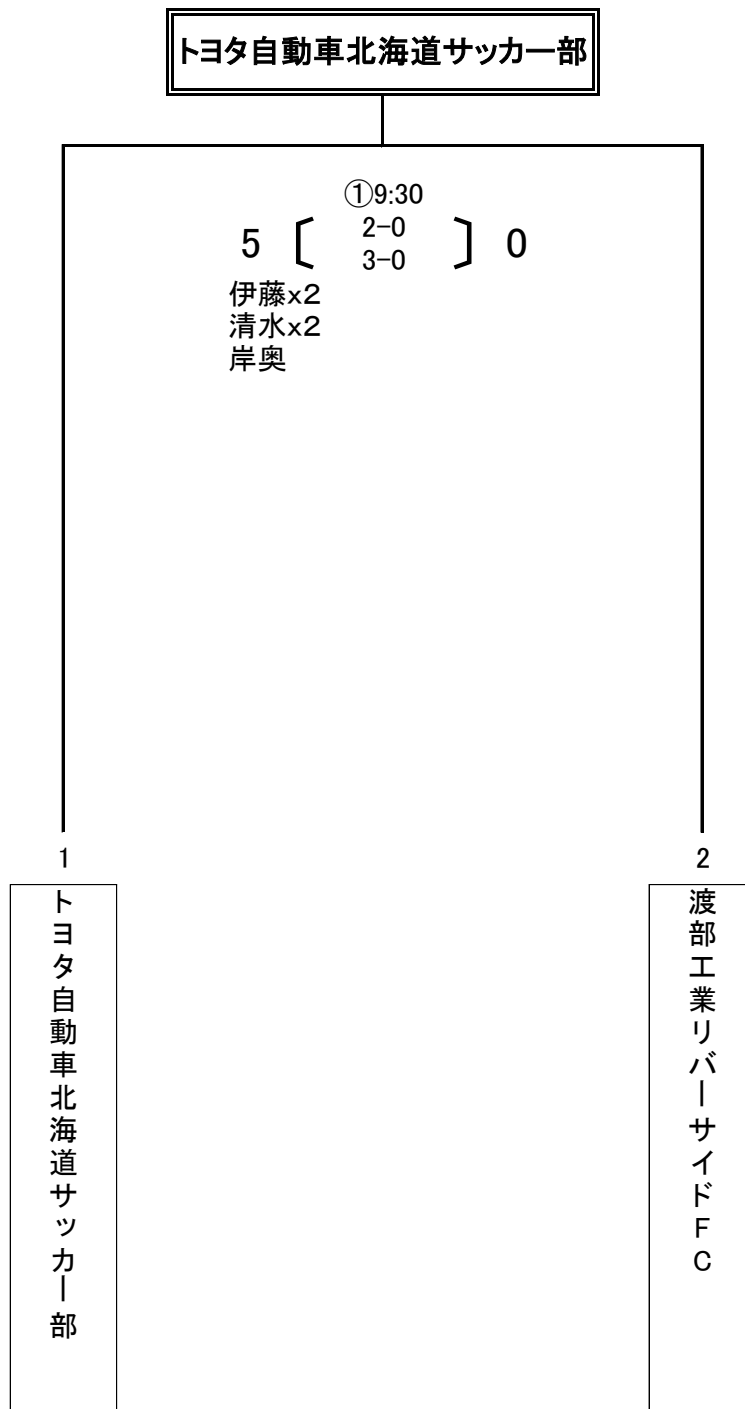 トヨタ自動車北海道サッカー部
①9:30
5 〔 2-0 〕 0
3-0
伊藤x2
清水x2
岸奥
1
2
トヨタ自動車北海道サッカー部
渡部工業リバーサイドFC